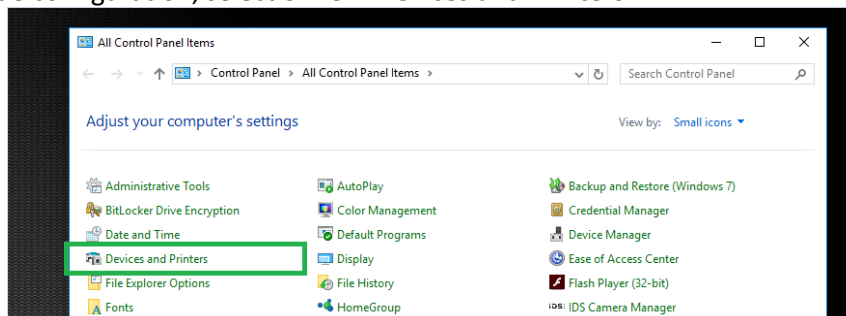 All Control Panel Items
Control Panel > All Control Panel Items >
Search Control Panel
Adjust your computer's settings
View by: Small icons
Administrative Tools
AutoPlay
Backup and Restore (Windows 7)
BitLocker Drive Encryption
Color Management
Credential Manager
Date and Time
Default Programs
Device Manager
Devices and Printers
Display
Ease of Access Center
File Explorer Options
File History
Flash Player (32-bit)
Fonts
HomeGroup
IDS Camera Manager